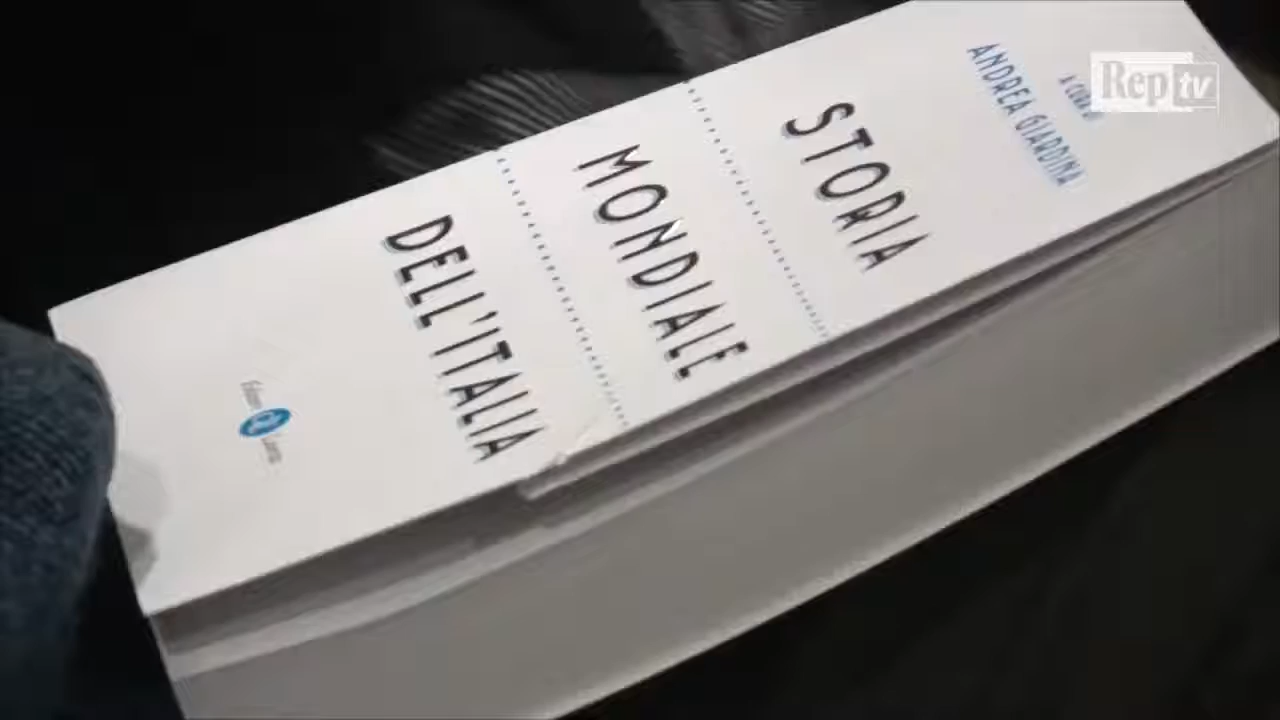 Rep tv
A CURA DI
ANDREA GIARDINA
STORIA
MONDIALE
DELL'ITALIA